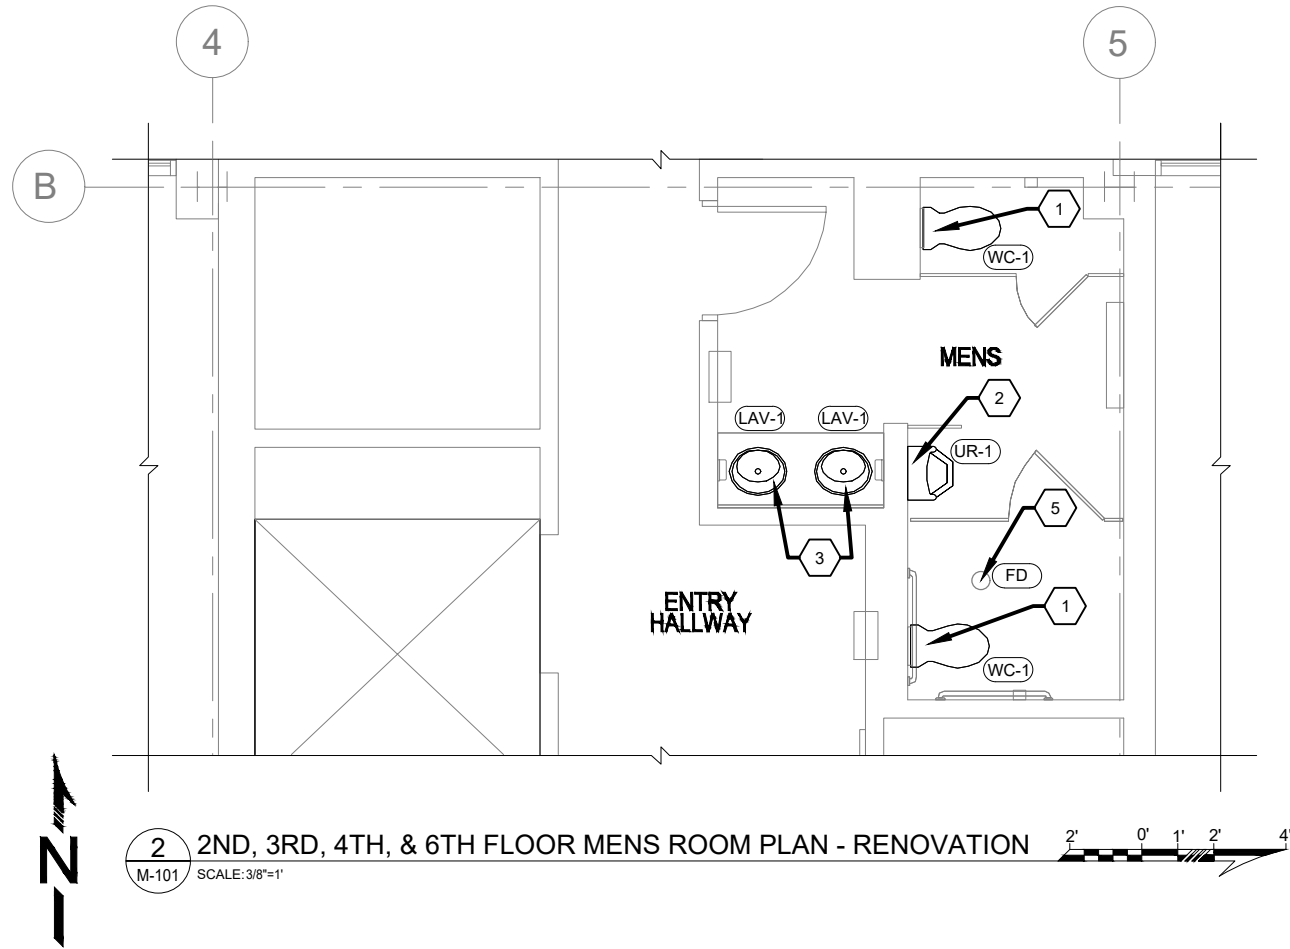 4
5
B
1
WC-1
MENS
2
LAV-1
LAV-1
UR-1
5
3
FD
ENTRY
HALLWAY
1
WC-1
N
2
M-101
2ND, 3RD, 4TH, & 6TH FLOOR MENS ROOM PLAN - RENOVATION
SCALE:3/8"=1'
2' 0' 1' 2' 4'